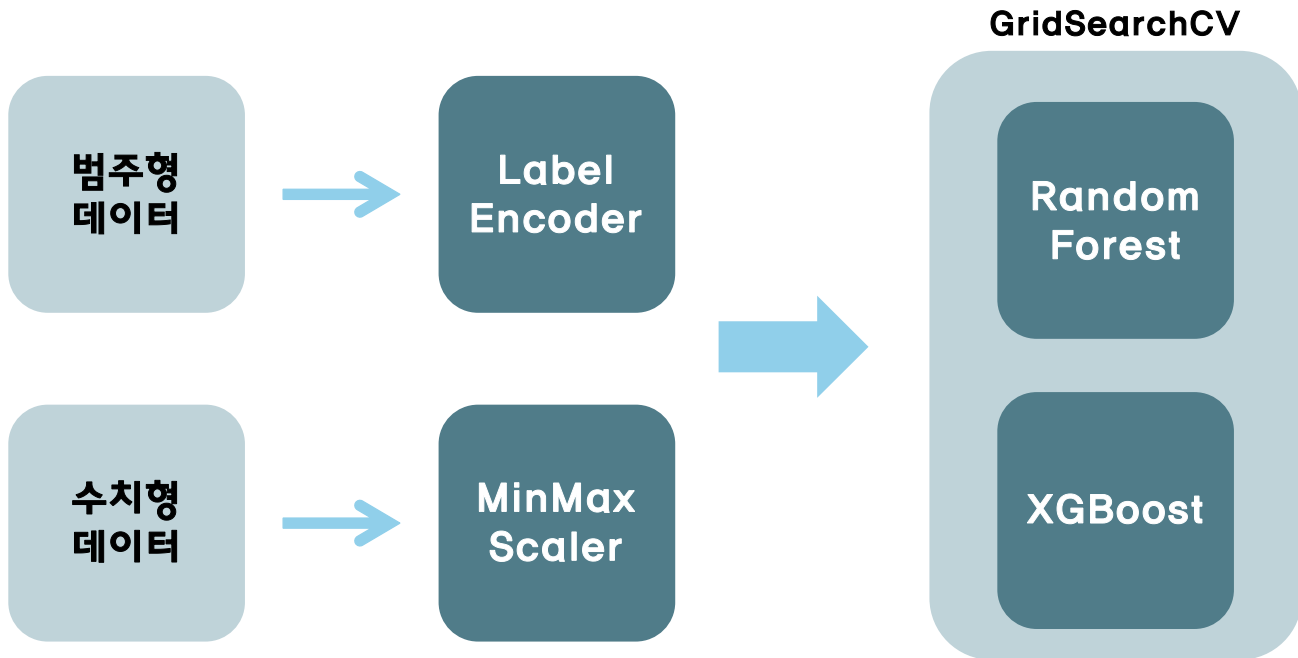 GridSearchCV
범주형
데이터
Label
Encoder
Random
Forest
수치형
데이터
MinMax
Scaler
XGBoost